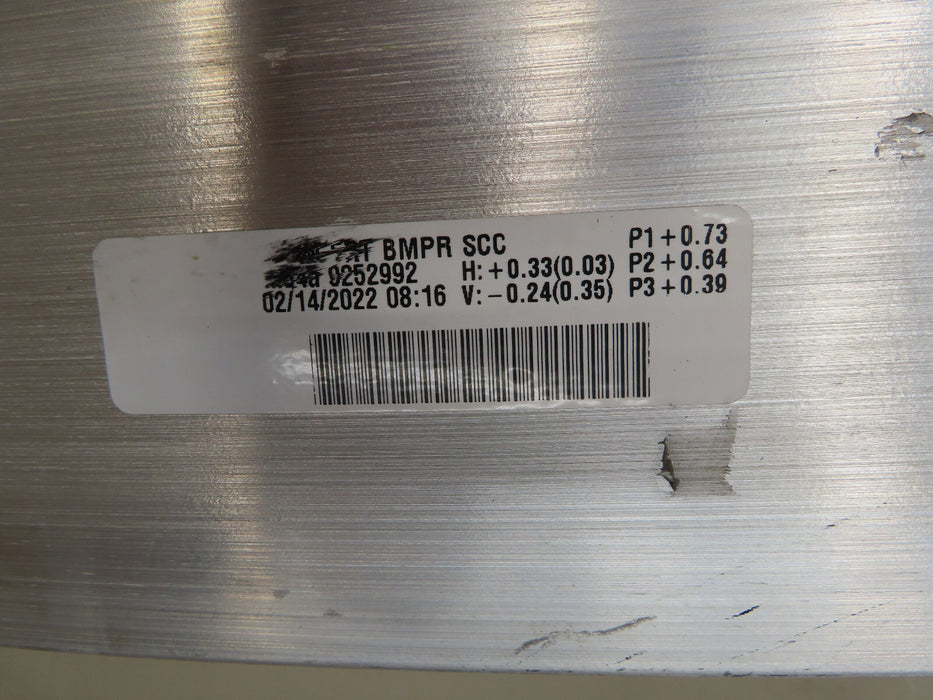 BMPR SCC P1 +0.73
9252992 H: +0.33(0.03) P2 +0.64
02/14/2022 08:16 V: -0.24(0.35) P3 +0.39